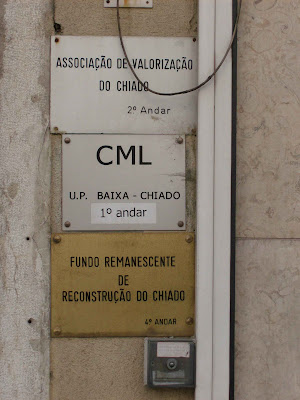 ASSOCIAÇÃO DE VALORIZAÇÃO
DO CHIADO
2º Andar
CML
U.P. BAIXA - CHIADO
1º andar
FUNDO REMANESCENTE
DE
RECONSTRUÇÃO DO CHIADO
4º ANDAR